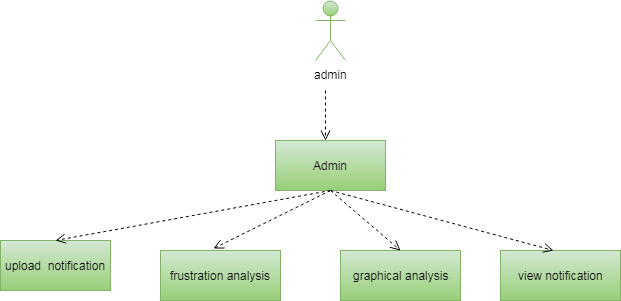 admin
Admin
upload  notification
frustration analysis
graphical analysis
view notification